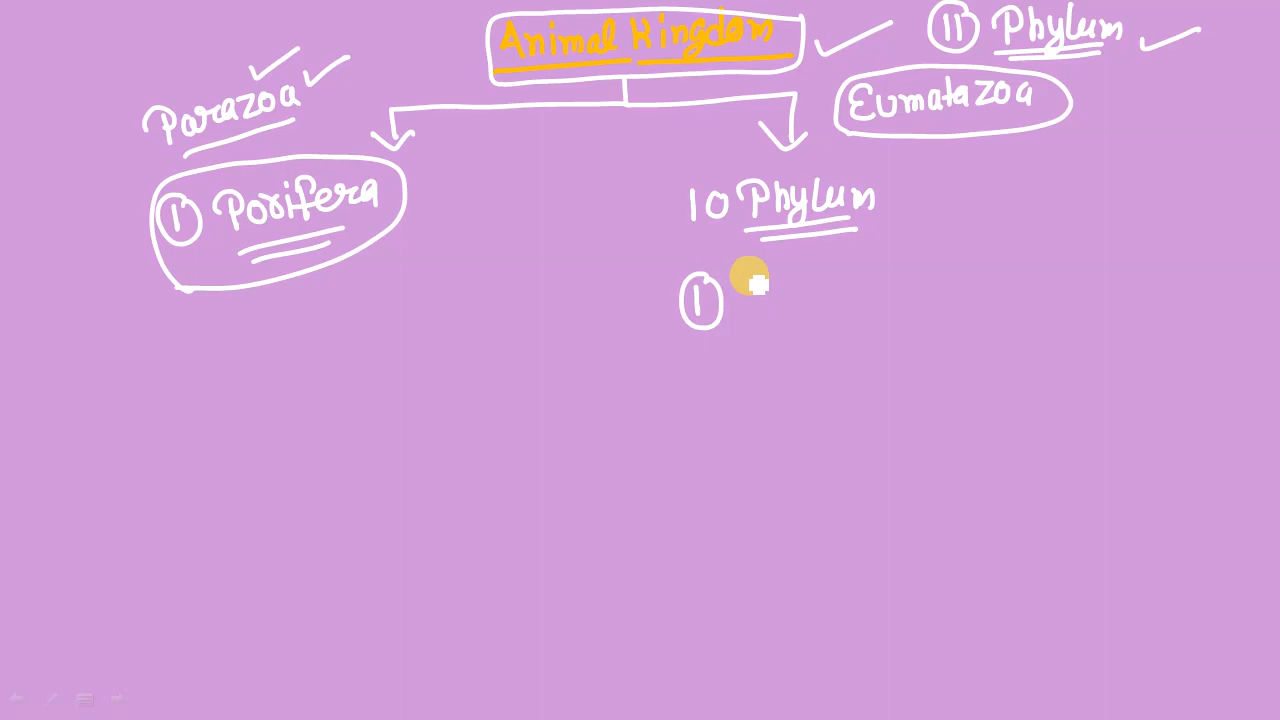 Animal Kingdom
11 Phylum
Parazoa
Eumatazoa
1 Porifera
10 Phylum
1